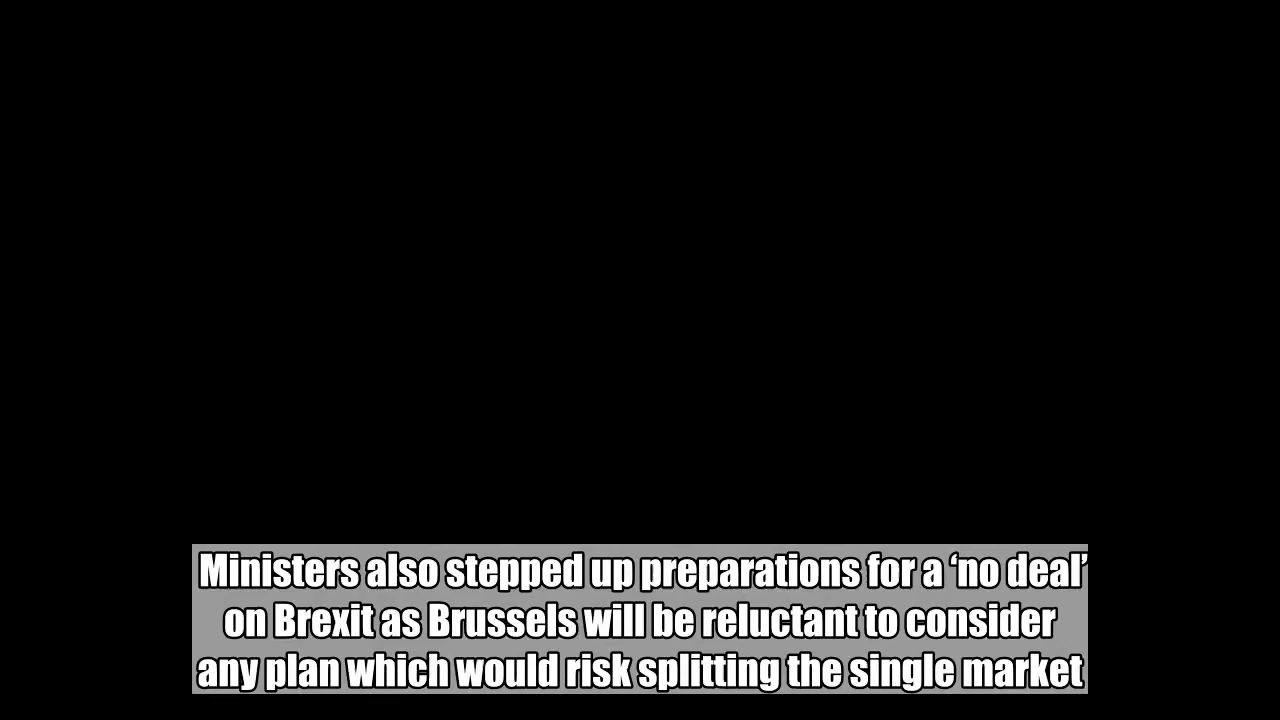 Ministers also stepped up preparations for a ‘no deal’
on Brexit as Brussels will be reluctant to consider
any plan which would risk splitting the single market